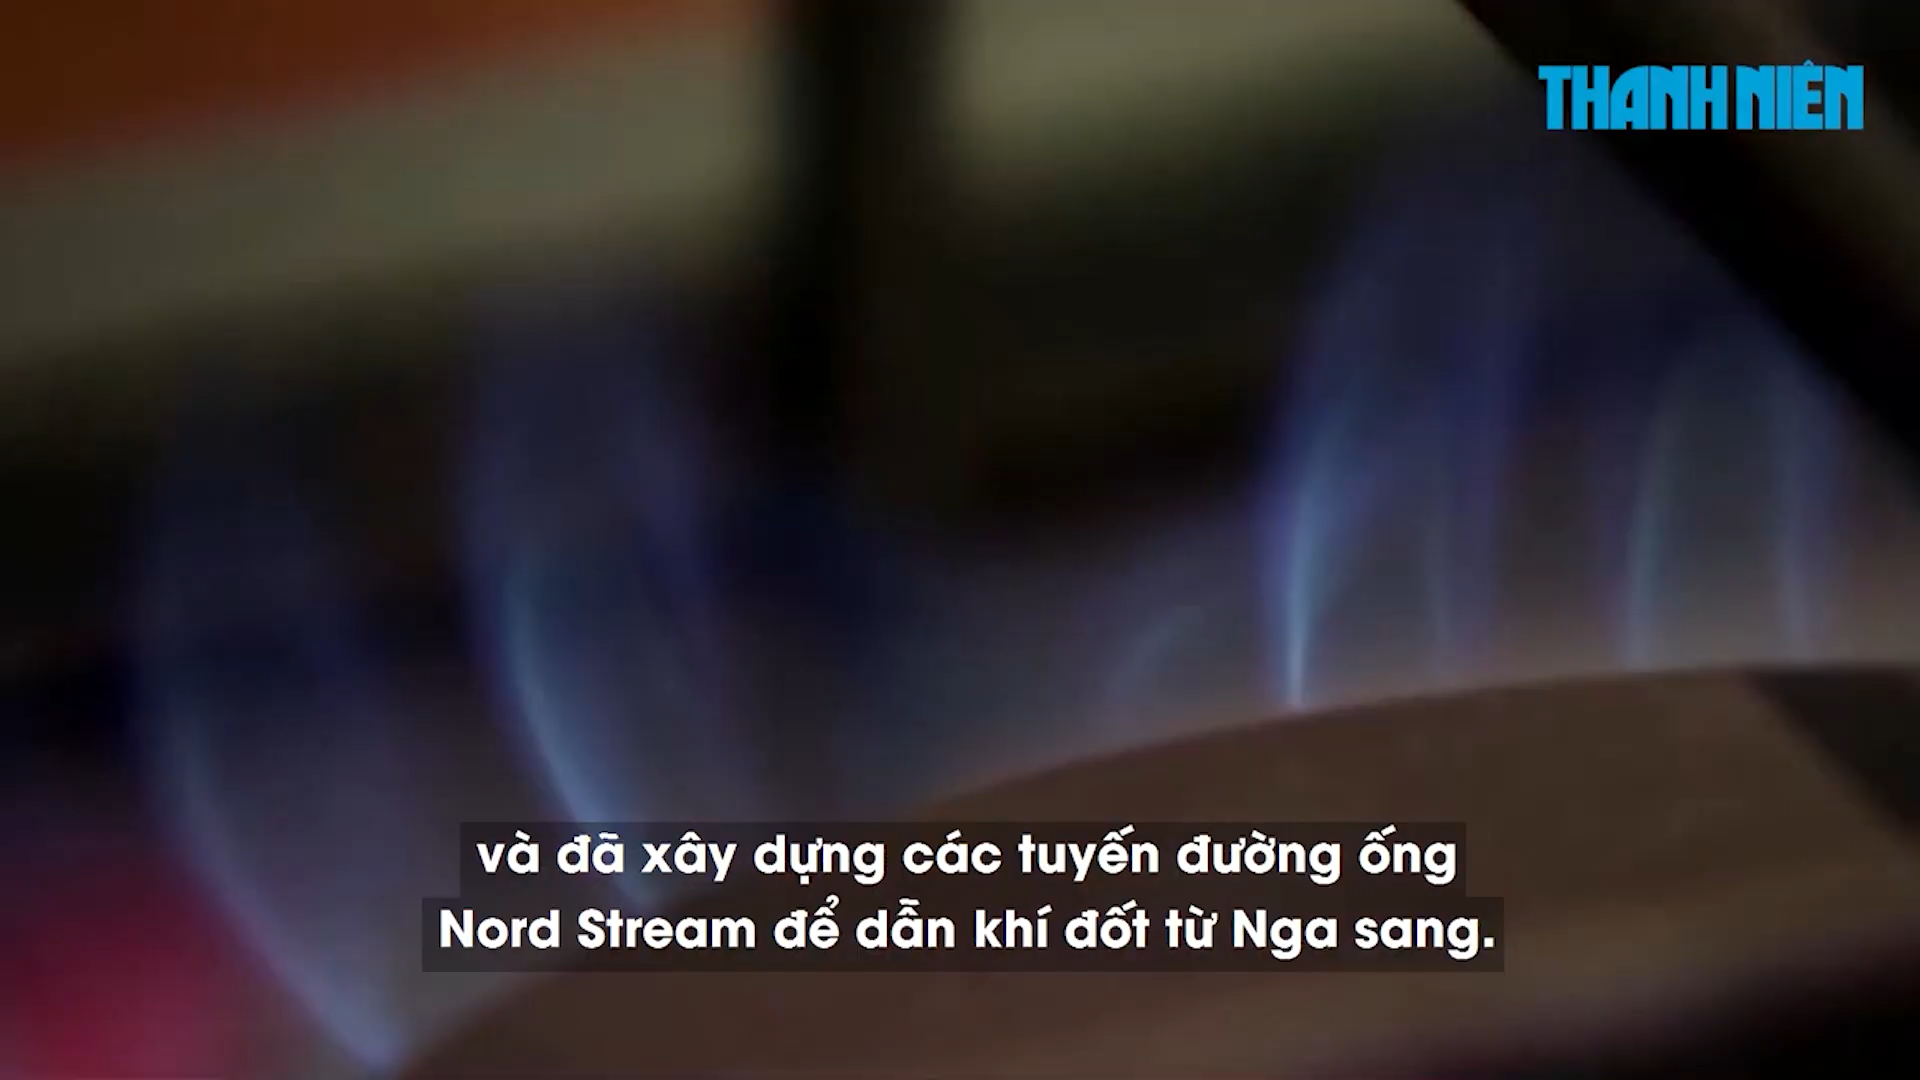 THANH NIÊN
và đã xây dựng các tuyến đường ống
Nord Stream để dẫn khí đốt từ Nga sang.